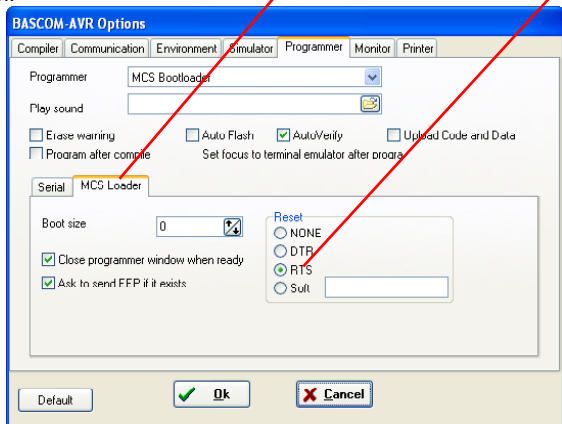 BASCOM-AVR Options
Compiler Communication Environment Simulator Programmer Monitor Printer
Programmer MCS Bootloader
Play sound
Erase warning Auto Flash AutoVerify Upload Code and Data
Program after compile Set focus to terminal emulator after progra
Serial MCS Loader
Boot size 0 Reset
NONE
Close programmer window when ready DTR
RTS
Ask to send EEP if it exists Soft
Default Ok Cancel